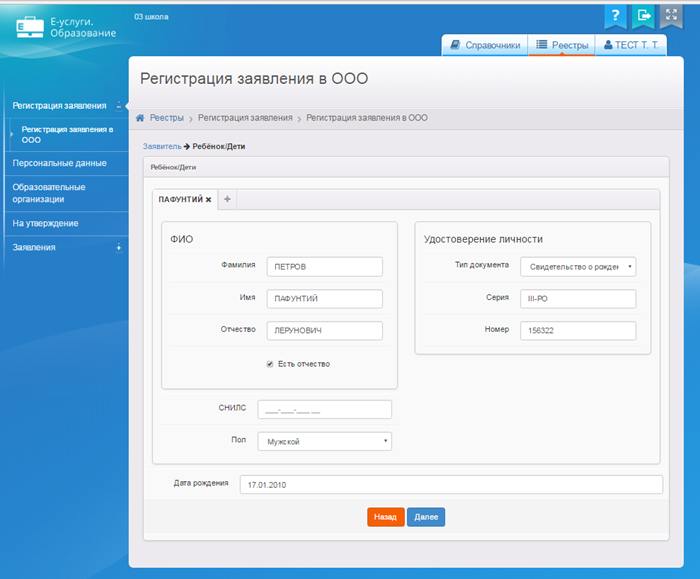 Е-услуги.
Образование
03 школа
?
Справочники
Реестры
ТЕСТ Т. Т.
Регистрация заявления в ООО
Реестры > Регистрация заявления > Регистрация заявления в ООО
Регистрация заявления
Регистрация заявления в
ООО
Персональные данные
Образовательные
организации
На утверждение
Заявления
Заявитель → Ребёнок/Дети
Ребёнок/Дети
ПАФУНТИЙ ×
+
ФИО
Фамилия ПЕТРОВ
Имя ПАФУНТИЙ
Отчество ЛЕРУНОВИЧ
Есть отчество
Удостоверение личности
Тип документа Свидетельство о рожден
Серия III-РО
Номер 156322
СНИЛС ___-___-___ __
Пол Мужской
Дата рождения 17.01.2010
Назад
Далее